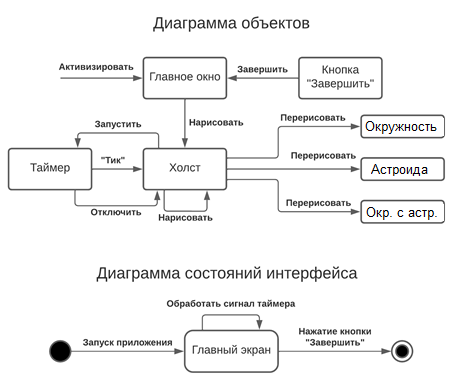 Диаграмма объектов
Активизировать
Главное окно
Завершить
Кнопка
"Завершить"
Запустить
Нарисовать
Перерисовать
Окружность
Таймер
"Тик"
Холст
Перерисовать
Астроида
Отключить
Нарисовать
Перерисовать
Окр. с астр.
Диаграмма состояний интерфейса
Обработать сигнал таймера
Запуск приложения
Главный экран
Нажатие кнопки
"Завершить"